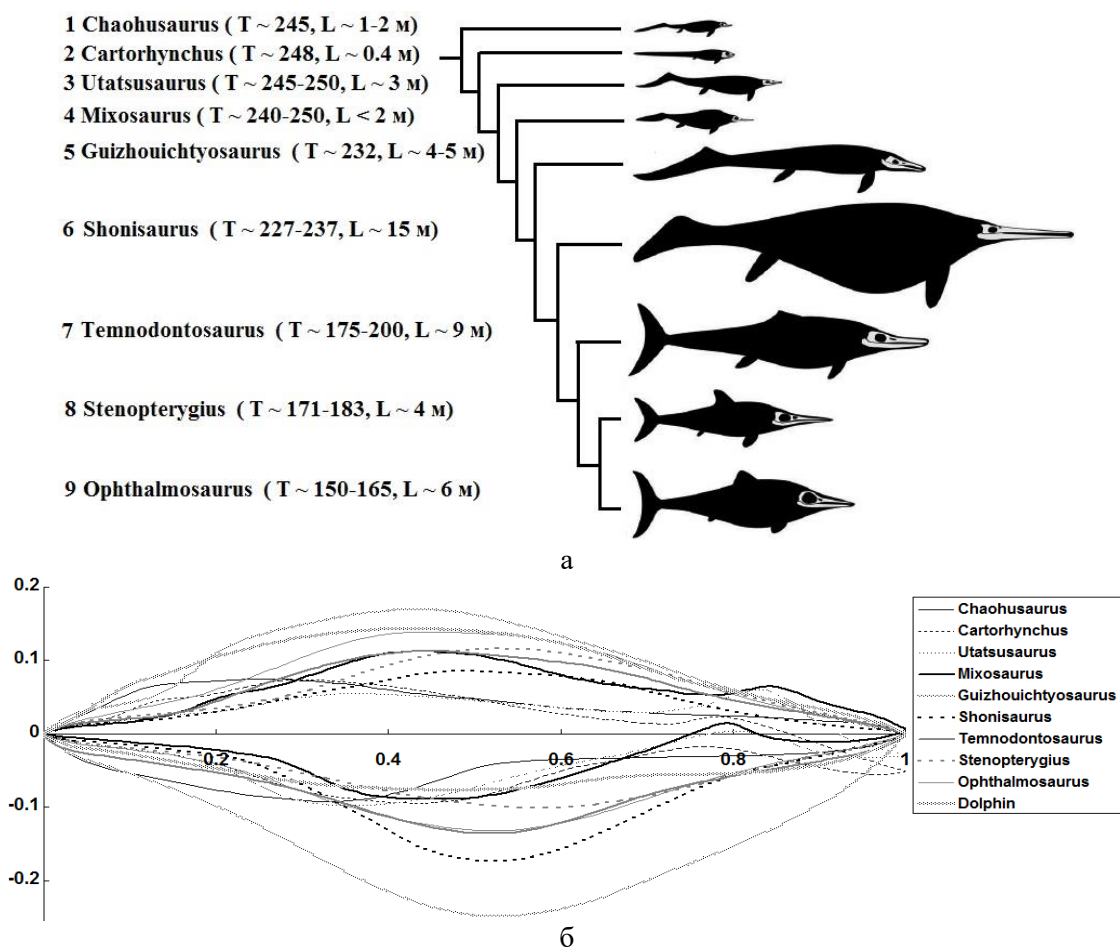 1 Chaohusaurus ( T ~ 245, L ~ 1-2 м)
2 Cartorhynchus (T ~ 248, L ~ 0.4 м)
3 Utatsusaurus ( T ~ 245-250, L ~ 3 м)
4 Mixosaurus ( T ~ 240-250, L < 2 м)
5 Guizhouichtyosaurus ( T ~ 232, L ~ 4-5 м)
6 Shonisaurus ( T ~ 227-237, L ~ 15 м)
7 Temnodontosaurus ( T ~ 175-200, L ~ 9 м)
8 Stenopterygius ( T ~ 171-183, L ~ 4 м)
9 Ophthalmosaurus ( T ~ 150-165, L ~ 6 м)
а
0.2
0.1
0
-0.1
-0.2
0.2 0.4 0.6 0.8 1
Chaohusaurus
Cartorhynchus
Utatsusaurus
Mixosaurus
Guizhouichtyosaurus
Shonisaurus
Temnodontosaurus
Stenopterygius
Ophthalmosaurus
Dolphin
б